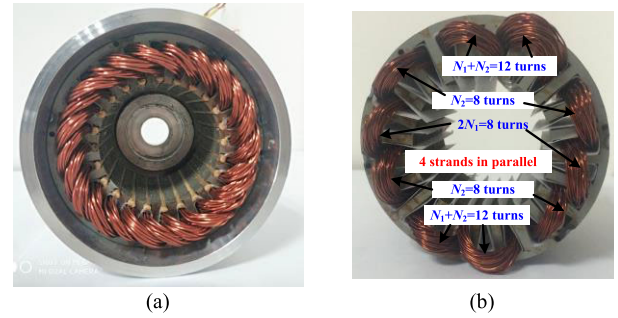 N₁+N₂=12 turns
N₂=8 turns
2N₁=8 turns
4 strands in parallel
N₂=8 turns
N₁+N₂=12 turns
(a)
(b)